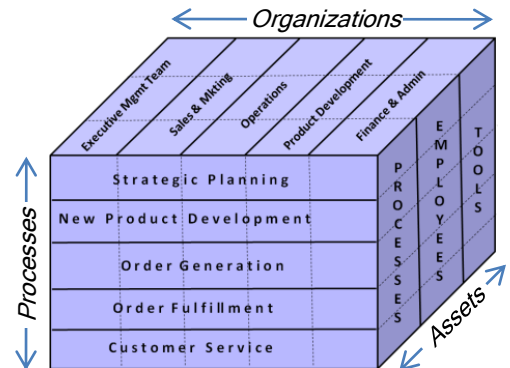 Organizations
Executive Mgmt Team
Sales & Mkting
Operations
Product Development
Finance & Admin
Processes
Strategic Planning
New Product Development
Order Generation
Order Fulfillment
Customer Service
PROCESSES
EMPLOYEES
TOOLS
Assets